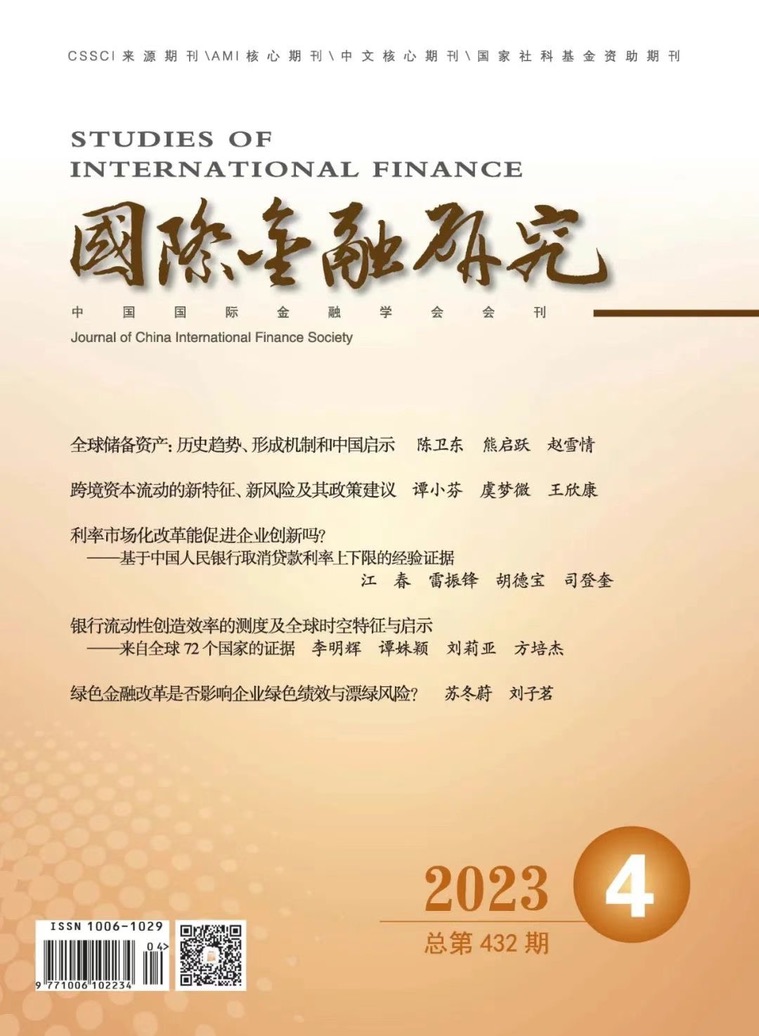 CSSCI来源期刊\AMI核心期刊\中文核心期刊\国家社科基金资助期刊
STUDIES OF
INTERNATIONAL FINANCE
國際金融研究
中国国际金融学会会刊
Journal of China International Finance Society
全球储备资产：历史趋势、形成机制和中国启示 陈卫东 熊启跃 赵雪情
跨境资本流动的新特征、新风险及其政策建议 谭小芬 虞梦微 王欣康
利率市场化改革能促进企业创新吗？
——基于中国人民银行取消贷款利率上下限的经验证据
江 春 雷振锋 胡德宝 司登奎
银行流动性创造效率的测度及全球时空特征与启示
——来自全球72个国家的证据 李明辉 谭姝颖 刘莉亚 方培杰
绿色金融改革是否影响企业绿色绩效与漂绿风险？ 苏冬蔚 刘子茗
2023 4
总第432期
ISSN 1006-1029
04>
9 771006 102234